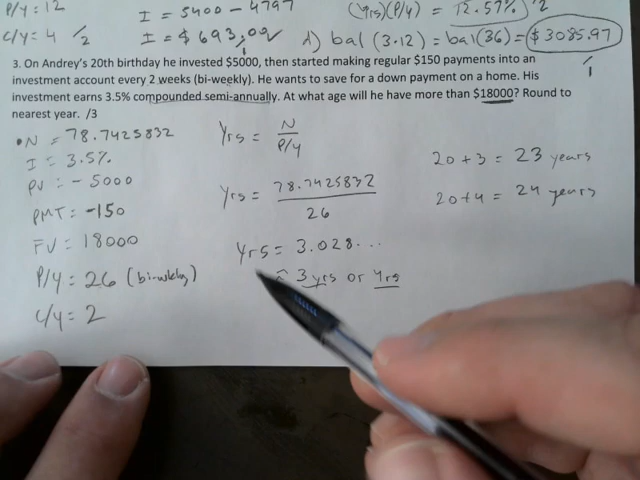 P/y: 12
I = 5400 - 4797
(yrs)(P/y) = 12.57%
C/y = 4 /2
I = $ 693.00
d) bal (3·12) = bal(36) = $3085.97
3. On Andrey's 20th birthday he invested $5000, then started making regular $150 payments into an
investment account every 2 weeks (bi-weekly). He wants to save for a down payment on a home. His
investment earns 3.5% compounded semi-annually. At what age will he have more than $18000? Round to
nearest year. /3
• N = 78.7425832
I = 3.5%
PV = - 5000
PMT = -150
FV = 18000
P/y = 26 (bi-wkly)
C/y = 2
Yrs = N / P/y
Yrs = 78.7425832 / 26
Yrs = 3.028...
≈ 3 yrs or 4yrs
20 + 3 = 23 years
20+4 = 24 years